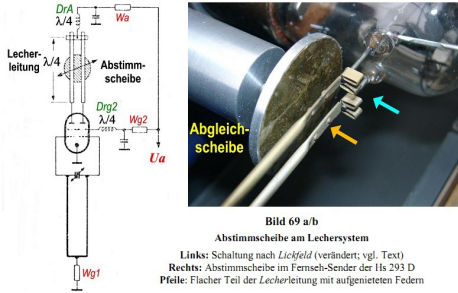 DrA
λ/4
Wa
Lecher-
leitung
λ/4
Abstimm-
scheibe
Drg2
λ/4
Wg2
Ua
Wg1
Abgleich-
scheibe
Bild 69 a/b
Abstimmscheibe am Lechersystem
Links: Schaltung nach Lickfeld (verändert; vgl. Text)
Rechts: Abstimmscheibe im Fernseh-Sender der Hs 293 D
Pfeile: Flacher Teil der Lecherleitung mit aufgenieteten Federn